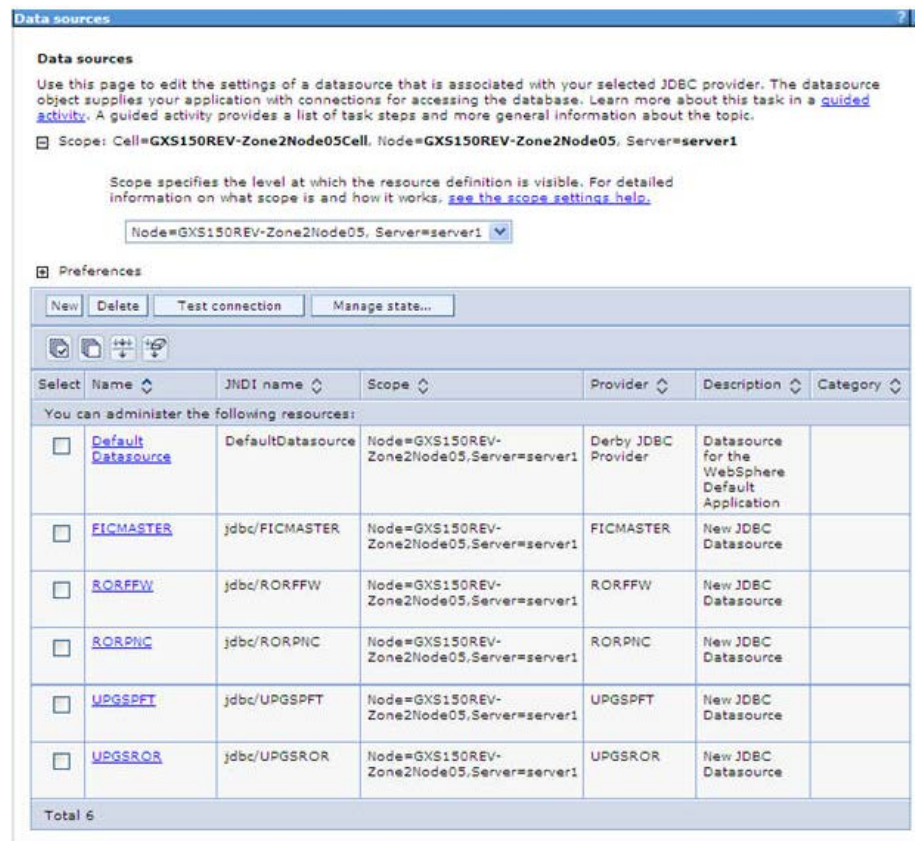 Data sources
?
Data sources
Use this page to edit the settings of a datasource that is associated with your selected JDBC provider. The datasource
object supplies your application with connections for accessing the database. Learn more about this task in a guided
activity. A guided activity provides a list of task steps and more general information about the topic.
Scope: Cell=GXS150REV-Zone2Node05Cell, Node=GXS150REV-Zone2Node05, Server=server1
Scope specifies the level at which the resource definition is visible. For detailed
information on what scope is and how it works, see the scope settings help.
Node=GXS150REV-Zone2Node05, Server=server1
Preferences
New Delete Test connection Manage state...
Select Name JNDI name Scope Provider Description Category
You can administer the following resources:
Default DefaultDatasource Node=GXS150REV- Derby JDBC Datasource
Datasource Zone2Node05,Server=server1 Provider for the
WebSphere
Default
Application
FICMASTER jdbc/FICMASTER Node=GXS150REV- FICMASTER New JDBC
Zone2Node05,Server=server1 Datasource
RORFFW jdbc/RORFFW Node=GXS150REV- RORFFW New JDBC
Zone2Node05,Server=server1 Datasource
RORPNC jdbc/RORPNC Node=GXS150REV- RORPNC New JDBC
Zone2Node05,Server=server1 Datasource
UPGSPFT jdbc/UPGSPFT Node=GXS150REV- UPGSPFT New JDBC
Zone2Node05,Server=server1 Datasource
UPGSROR jdbc/UPGSROR Node=GXS150REV- UPGSROR New JDBC
Zone2Node05,Server=server1 Datasource
Total 6